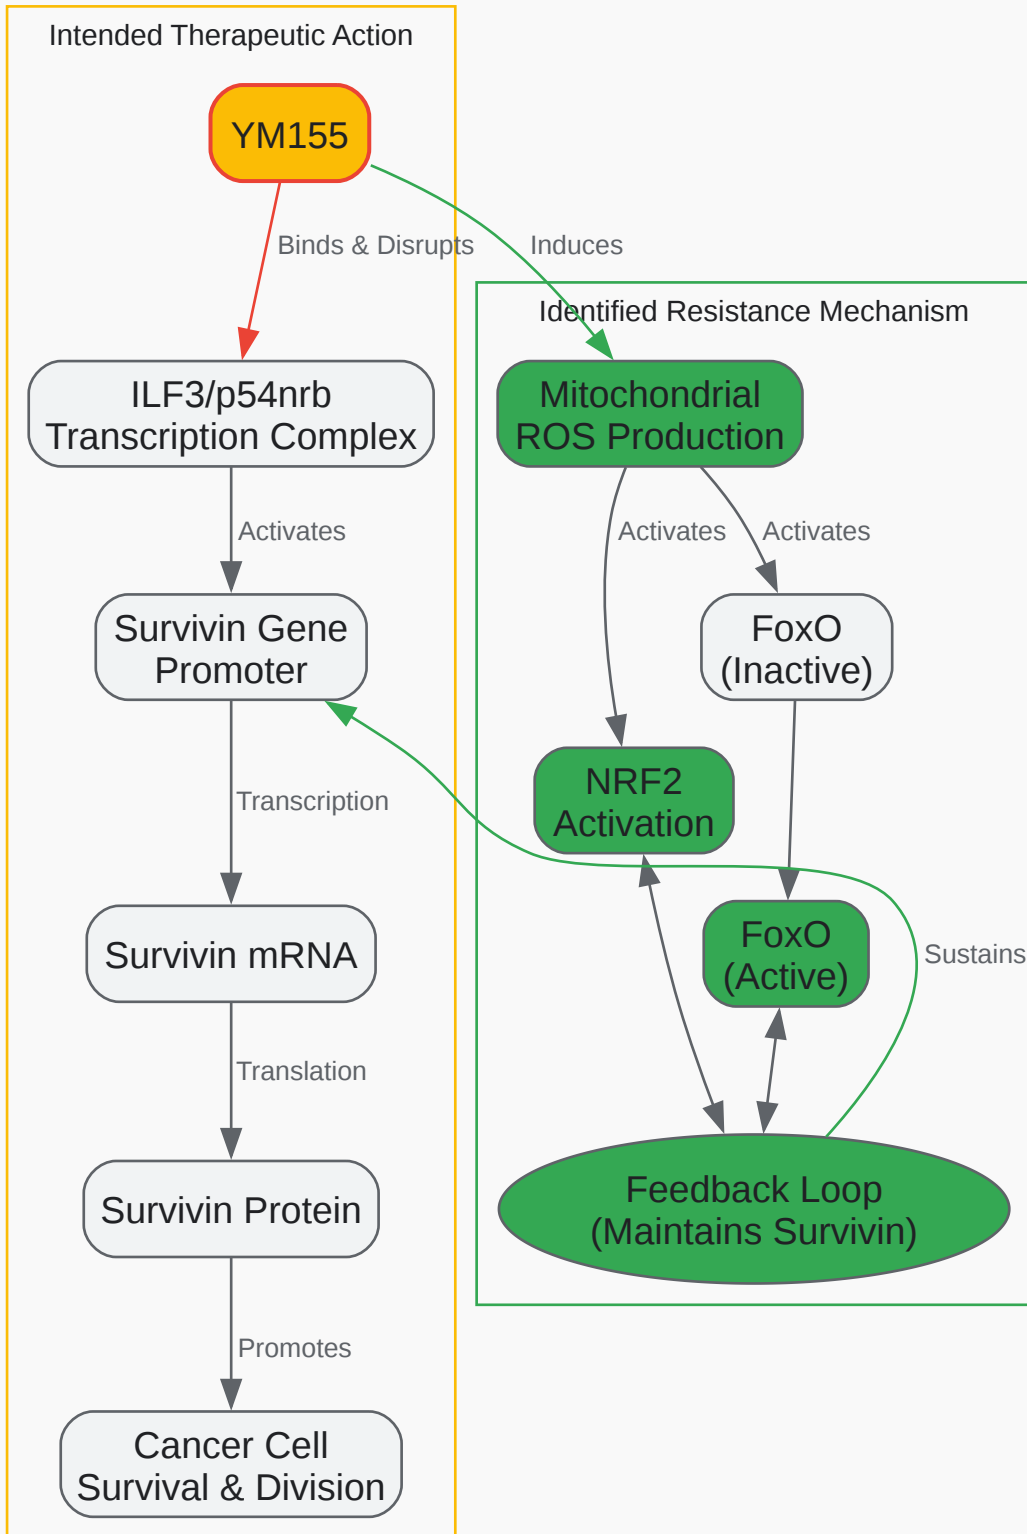 Intended Therapeutic Action
YM155
Binds & Disrupts
Induces
Identified Resistance Mechanism
ILF3/p54nrb
Transcription Complex
Mitochondrial
ROS Production
Activates
Activates
Activates
Survivin Gene
Promoter
FoxO
(Inactive)
NRF2
Activation
Transcription
Survivin mRNA
FoxO
(Active)
Sustains
Translation
Survivin Protein
Feedback Loop
(Maintains Survivin)
Promotes
Cancer Cell
Survival & Division